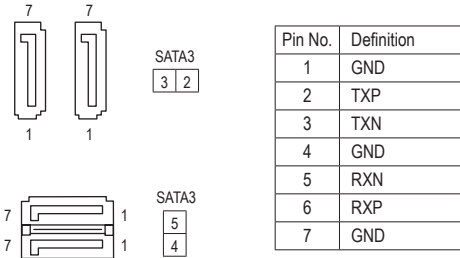 7 7
SATA3
3 2
1 1
SATA3
7 1
5
7 1
4
Pin No. Definition
1 GND
2 TXP
3 TXN
4 GND
5 RXN
6 RXP
7 GND